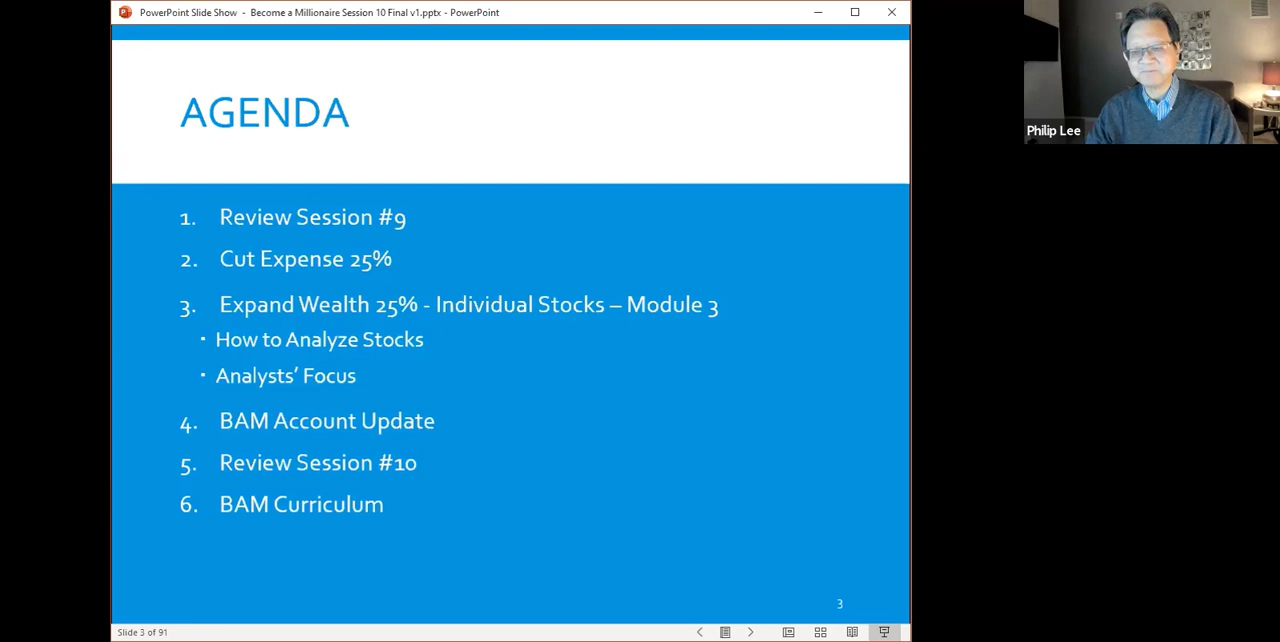 PowerPoint Slide Show - Become a Millionaire Session 10 Final v1.pptx - PowerPoint
AGENDA
1. Review Session #9
2. Cut Expense 25%
3. Expand Wealth 25% - Individual Stocks – Module 3
▪ How to Analyze Stocks
▪ Analysts’ Focus
4. BAM Account Update
5. Review Session #10
6. BAM Curriculum
3
Slide 3 of 91
Philip Lee